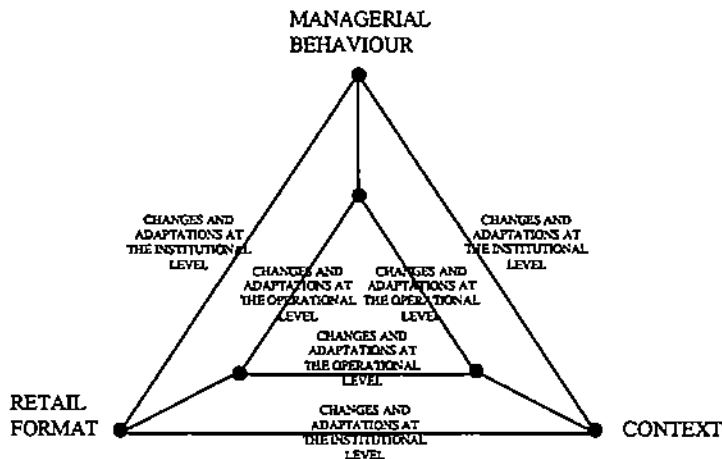 MANAGERIAL
BEHAVIOUR
CHANGES AND
ADAPTATIONS AT
THE INSTITUTIONAL
LEVEL
CHANGES AND
ADAPTATIONS AT
THE INSTITUTIONAL
LEVEL
CHANGES AND
ADAPTATIONS AT
THE OPERATIONAL
LEVEL
CHANGES AND
ADAPTATIONS AT
THE OPERATIONAL
LEVEL
CHANGES AND
ADAPTATIONS AT
THE OPERATIONAL
LEVEL
RETAIL
FORMAT
CHANGES AND
ADAPTATIONS AT
THE INSTITUTIONAL
LEVEL
CONTEXT